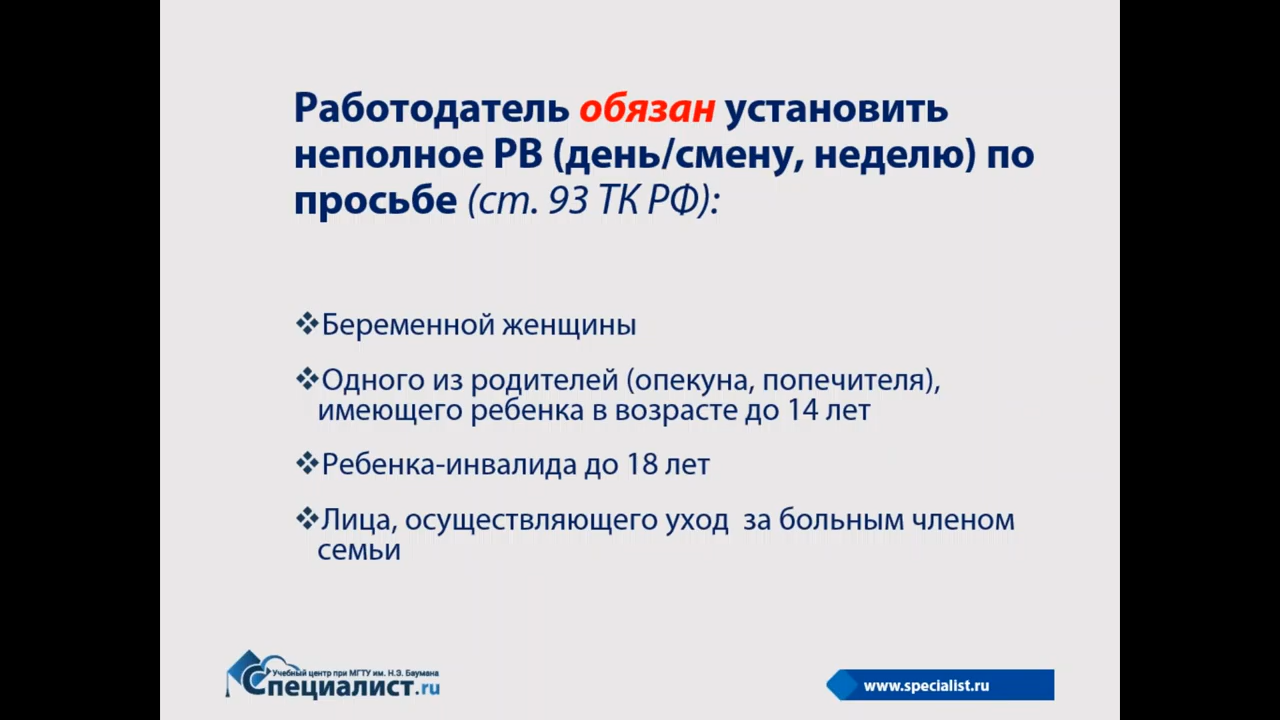 Работодатель обязан установить
неполное РВ (день/смену, неделю) по
просьбе (ст. 93 ТК РФ):
❖Беременной женщины
❖Одного из родителей (опекуна, попечителя),
имеющего ребенка в возрасте до 14 лет
❖Ребенка-инвалида до 18 лет
❖Лица, осуществляющего уход за больным членом
семьи
Учебный центр при МГТУ им. Н.Э. Баумана
Специалист.ru
www.specialist.ru